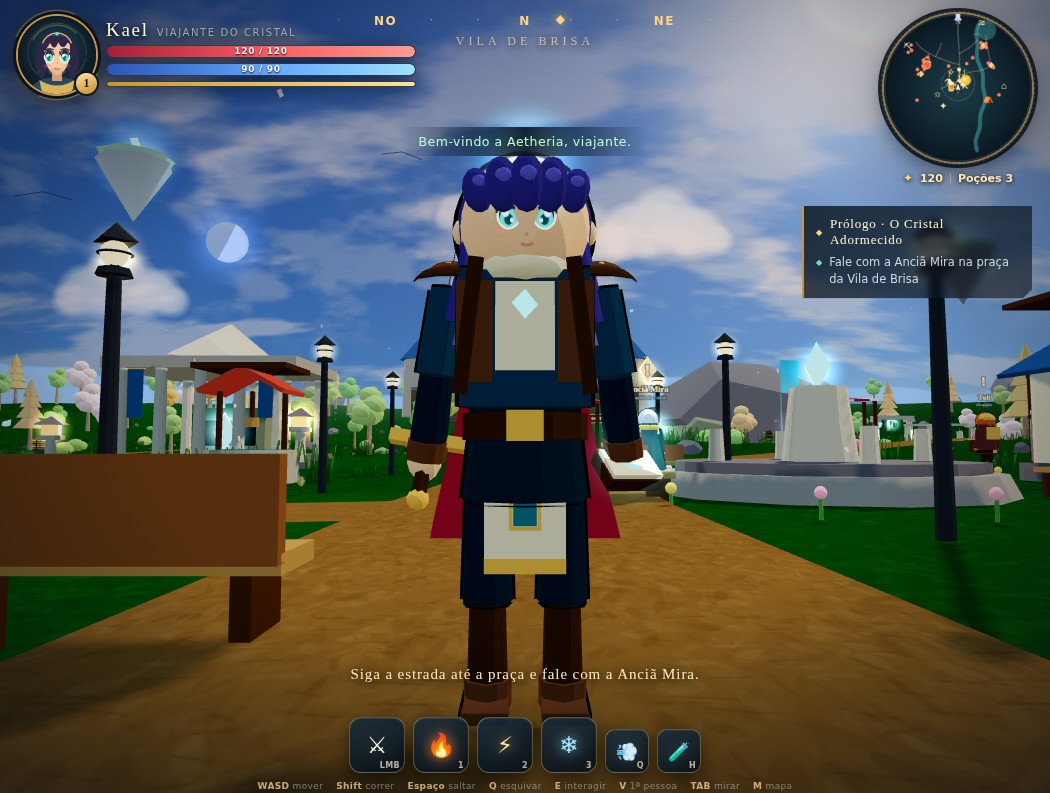 Kael VIAJANTE DO CRISTAL
120 / 120
90 / 90
1
NO N NE
VILA DE BRISA
Bem-vindo a Aetheria, viajante.
120 | Poções 3
Prólogo · O Cristal
Adormecido
Fale com a Anciã Mira na praça
da Vila de Brisa
Anciã Mira
Siga a estrada até a praça e fale com a Anciã Mira.
LMB 1 2 3 Q H
WASD mover Shift correr Espaço saltar Q esquivar E interagir V 1ª pessoa TAB mirar M mapa